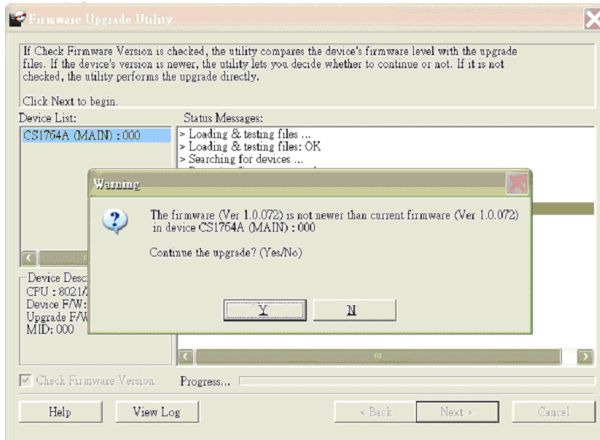 Firmware Upgrade Utility
If Check Firmware Version is checked, the utility compares the device's firmware level with the upgrade
files. If the device's version is newer, the utility lets you decide whether to continue or not. If it is not
checked, the utility performs the upgrade directly.
Click Next to begin.
Device List:
Status Messages:
CS1764A (MAIN) : 000
> Loading & testing files ...
> Loading & testing files: OK
> Searching for devices ...
Warning
The firmware (Ver 1.0.072) is not newer than current firmware (Ver 1.0.072)
in device CS1764A (MAIN) : 000
Continue the upgrade? (Yes/No)
Y
N
Device Desc
CPU : 8021/
Device F/W:
Upgrade F/W
MID: 000
Check Firmware Version
Progress...
Help
View Log
< Back
Next >
Cancel